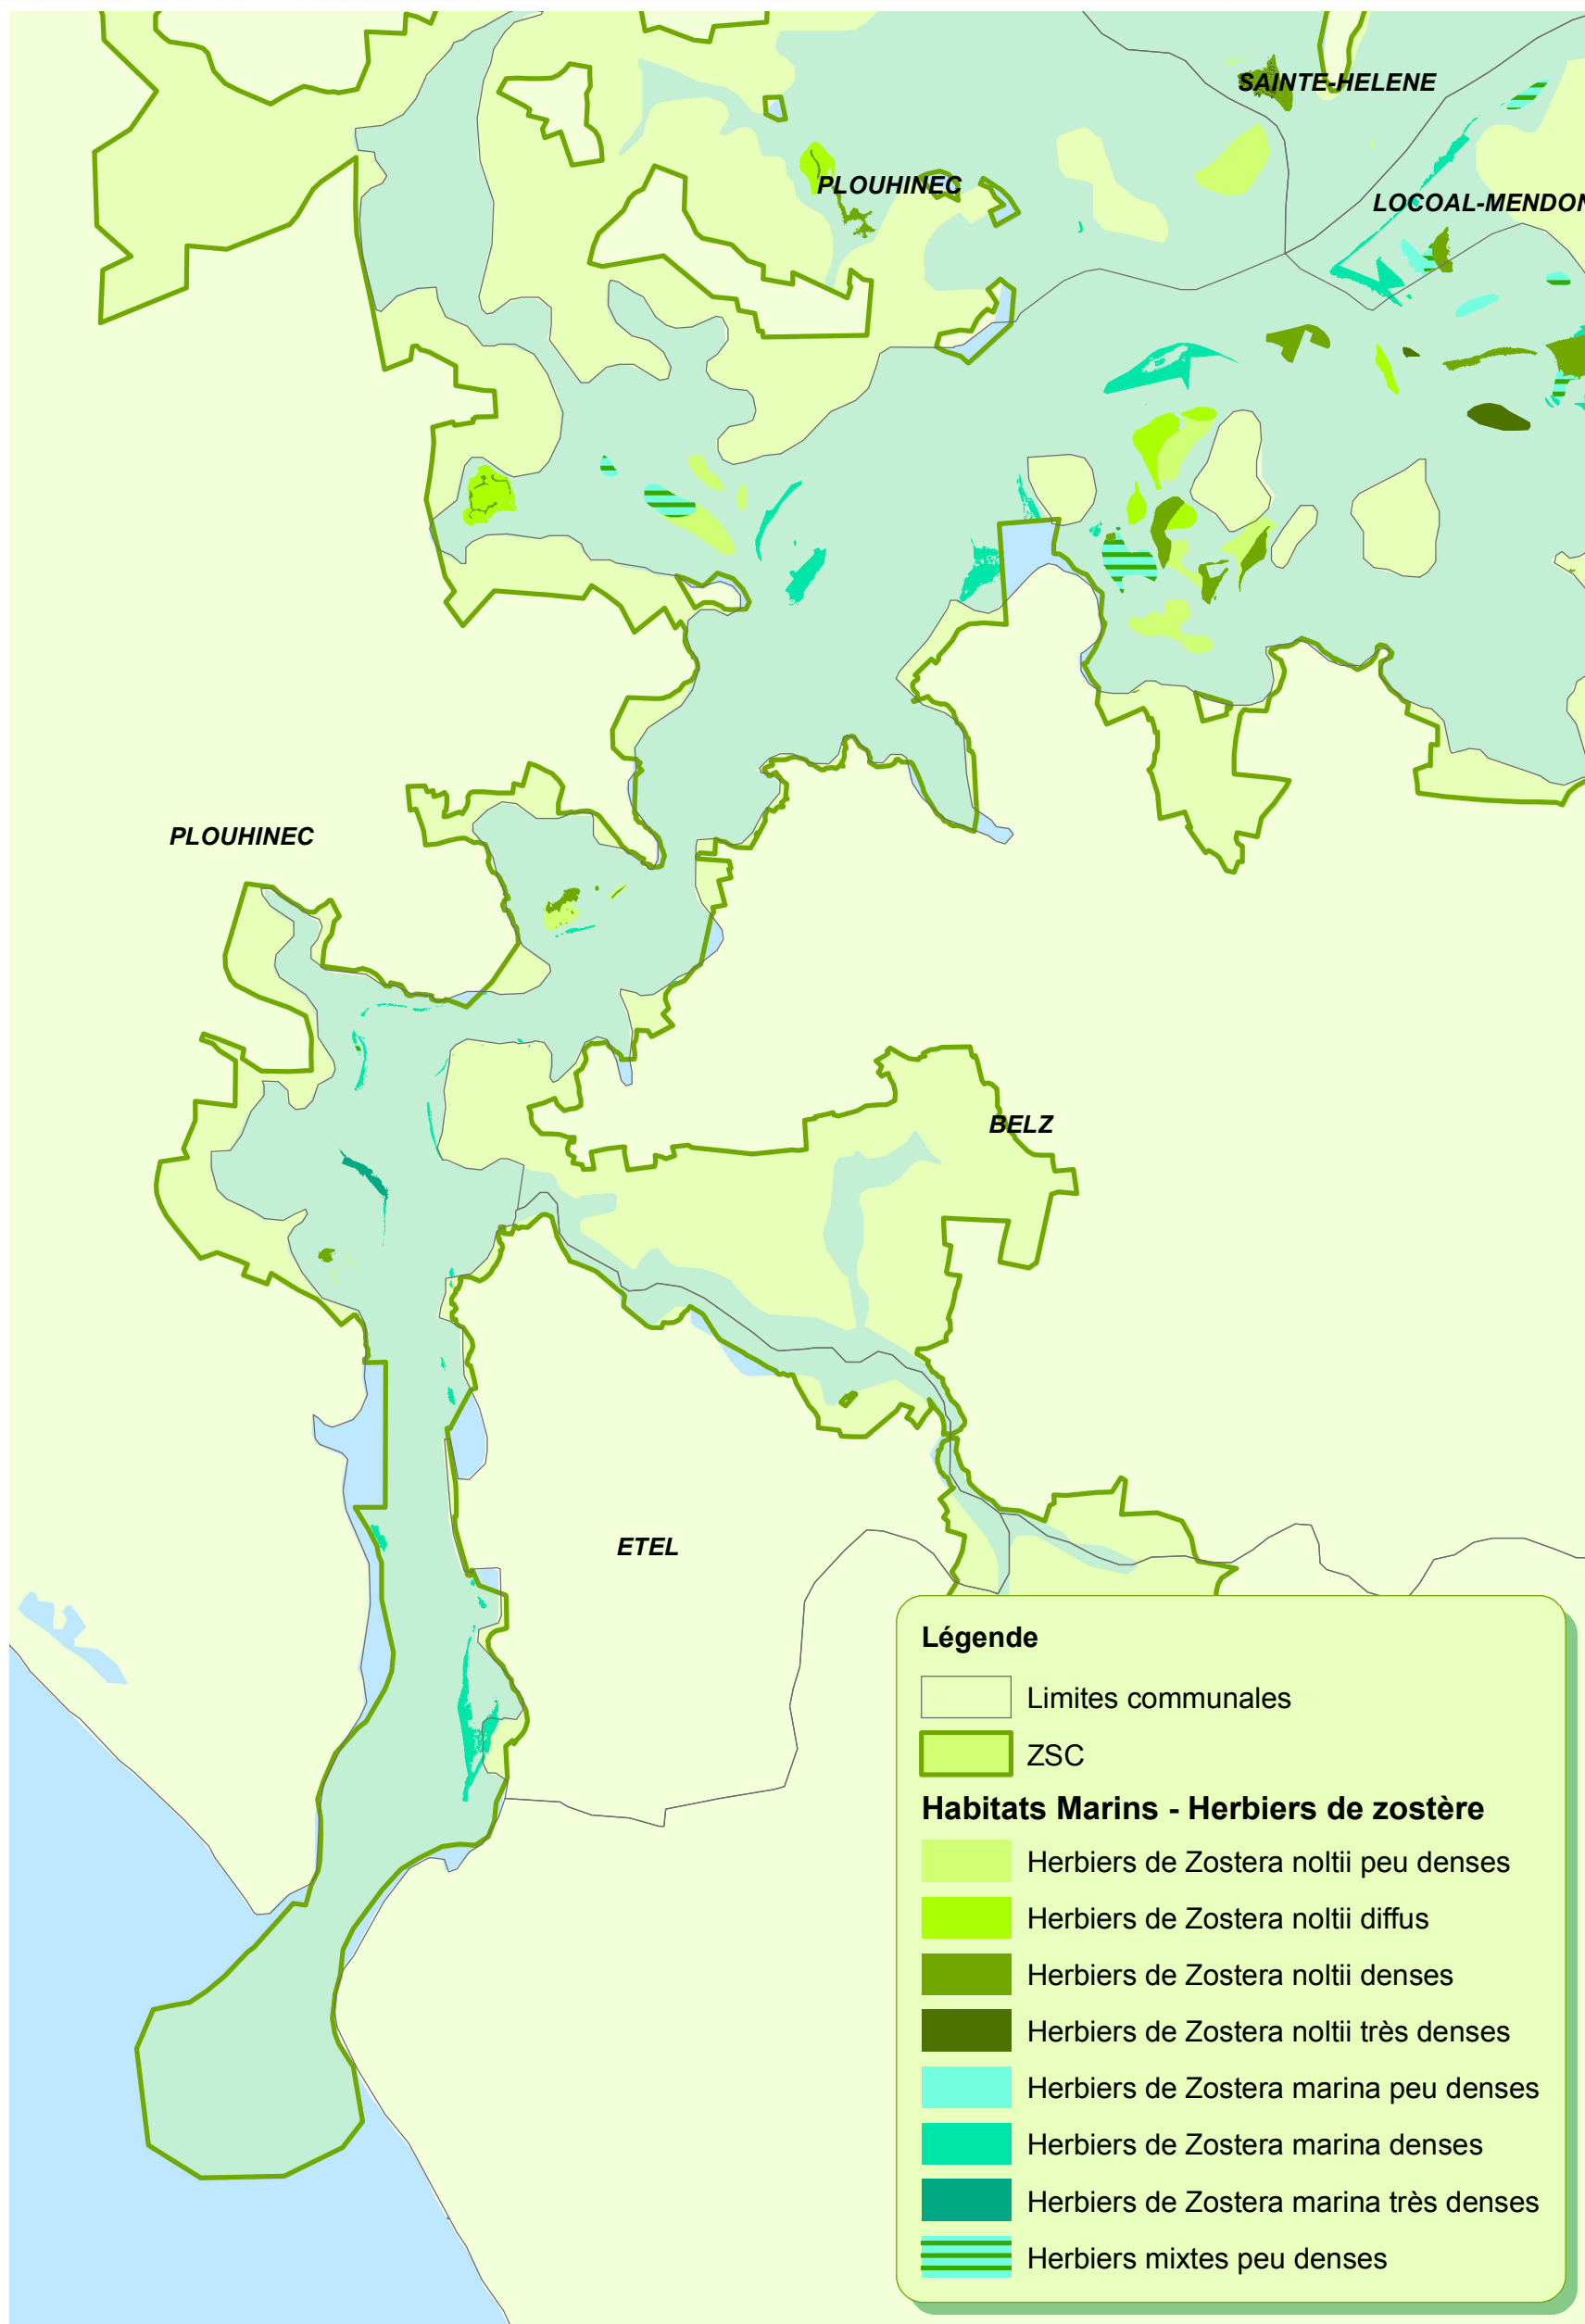 SAINTE-HELENE
PLOUHINEC
LOCOAL-MENDON
PLOUHINEC
BELZ
ETEL
Légende
Limites communales
ZSC
Habitats Marins - Herbiers de zostère
Herbiers de Zostera noltii peu denses
Herbiers de Zostera noltii diffus
Herbiers de Zostera noltii denses
Herbiers de Zostera noltii très denses
Herbiers de Zostera marina peu denses
Herbiers de Zostera marina denses
Herbiers de Zostera marina très denses
Herbiers mixtes peu denses